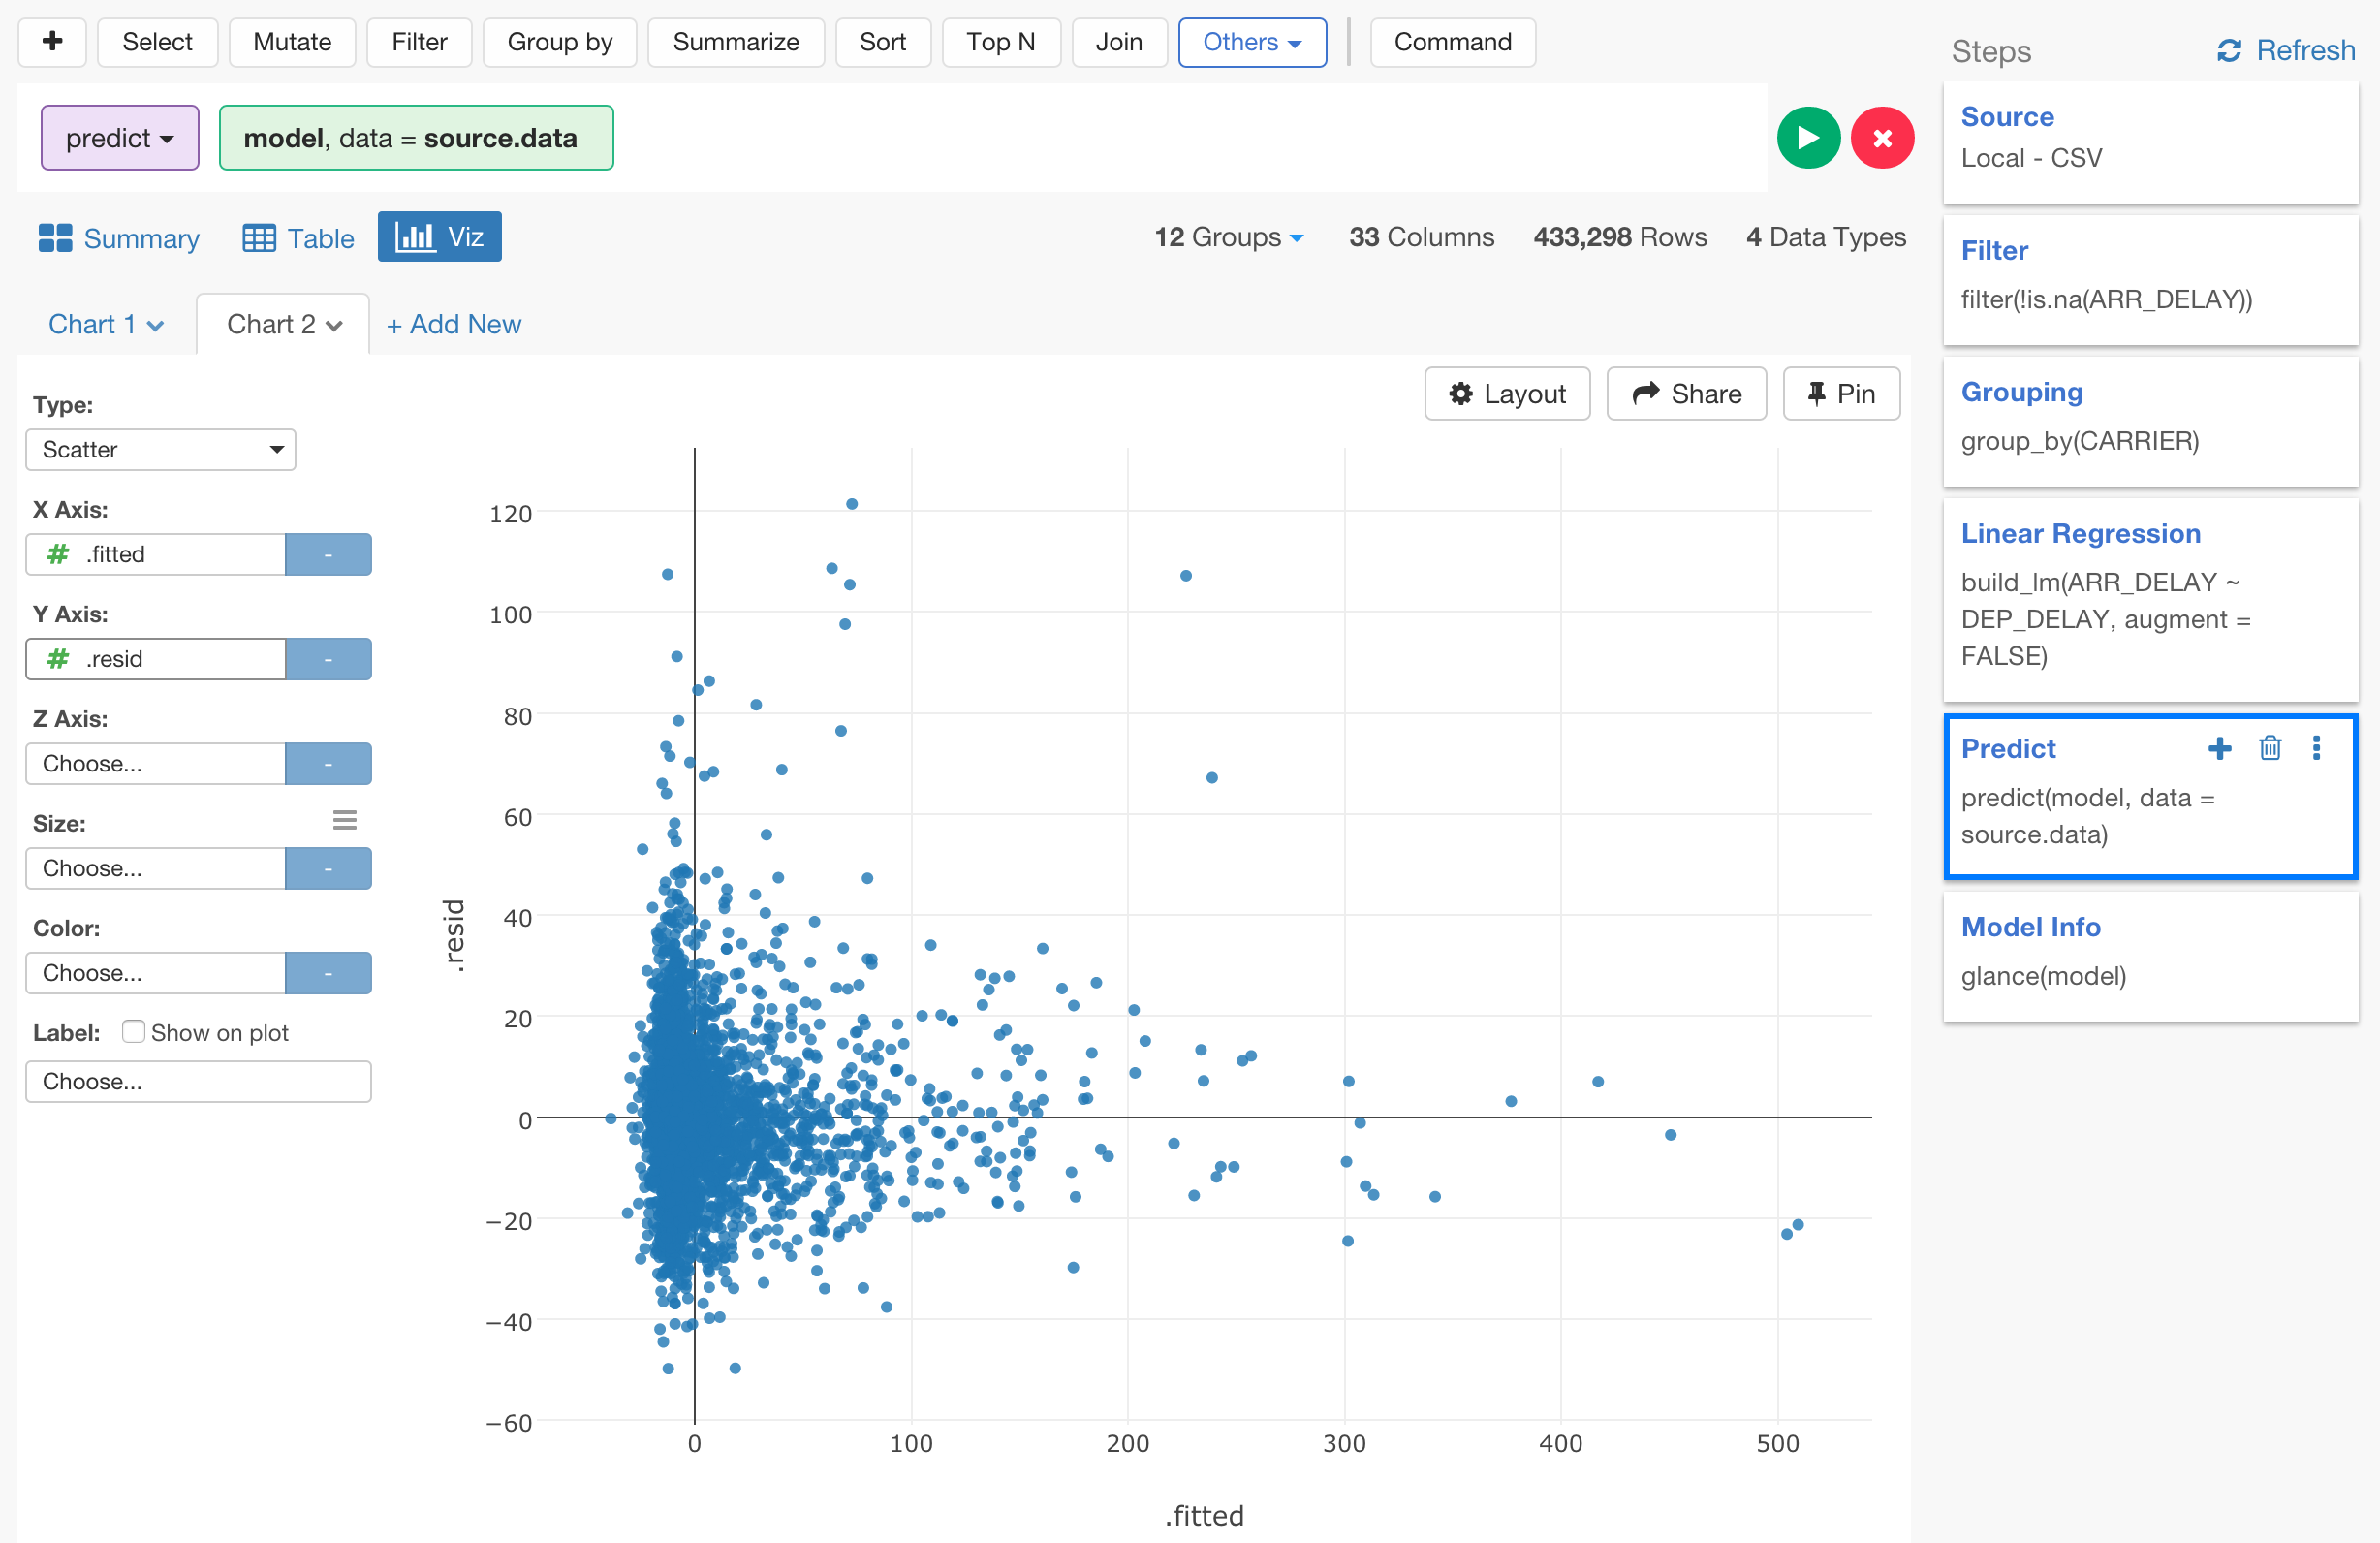 Select Mutate Filter Group by Summarize Sort Top N Join Others Command
Steps Refresh
predict model, data = source.data
Summary Table Viz 12 Groups 33 Columns 433,298 Rows 4 Data Types
Chart 1 Chart 2 + Add New
Layout Share Pin
Type:
Scatter
X Axis:
# .fitted -
Y Axis:
# .resid -
Z Axis:
Choose... -
Size:
Choose... -
Color:
Choose... -
Label: Show on plot
Choose...
.resid
120
100
80
60
40
20
0
−20
−40
−60
0 100 200 300 400 500
.fitted
Source
Local - CSV
Filter
filter(!is.na(ARR_DELAY))
Grouping
group_by(CARRIER)
Linear Regression
build_lm(ARR_DELAY ~
DEP_DELAY, augment =
FALSE)
Predict
predict(model, data =
source.data)
Model Info
glance(model)